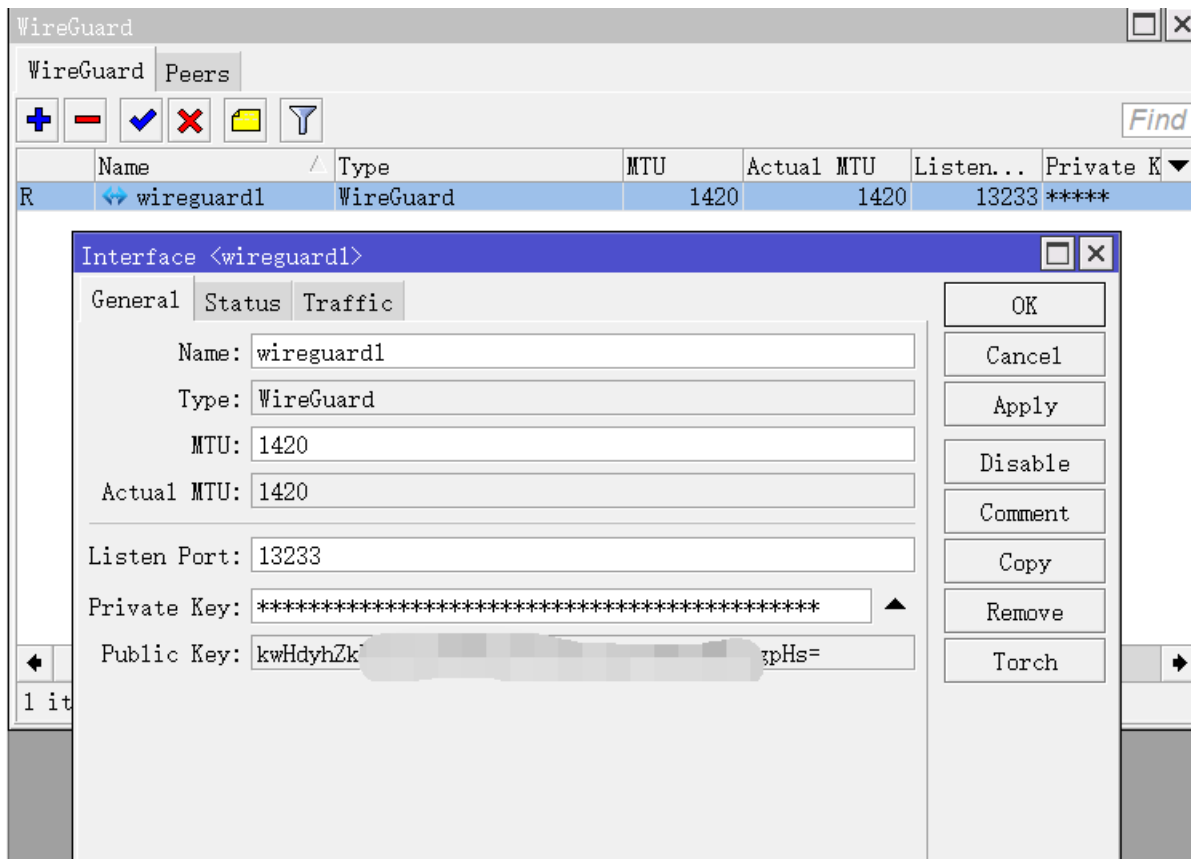 WireGuard
WireGuard Peers
Find
Name Type MTU Actual MTU Listen... Private K
R wireguard1 WireGuard 1420 1420 13233 *****
Interface <wireguard1>
General Status Traffic
Name: wireguard1
Type: WireGuard
MTU: 1420
Actual MTU: 1420
Listen Port: 13233
Private Key: ********************************************
Public Key: kwHdyhZk gpHs=
OK
Cancel
Apply
Disable
Comment
Copy
Remove
Torch
1 it